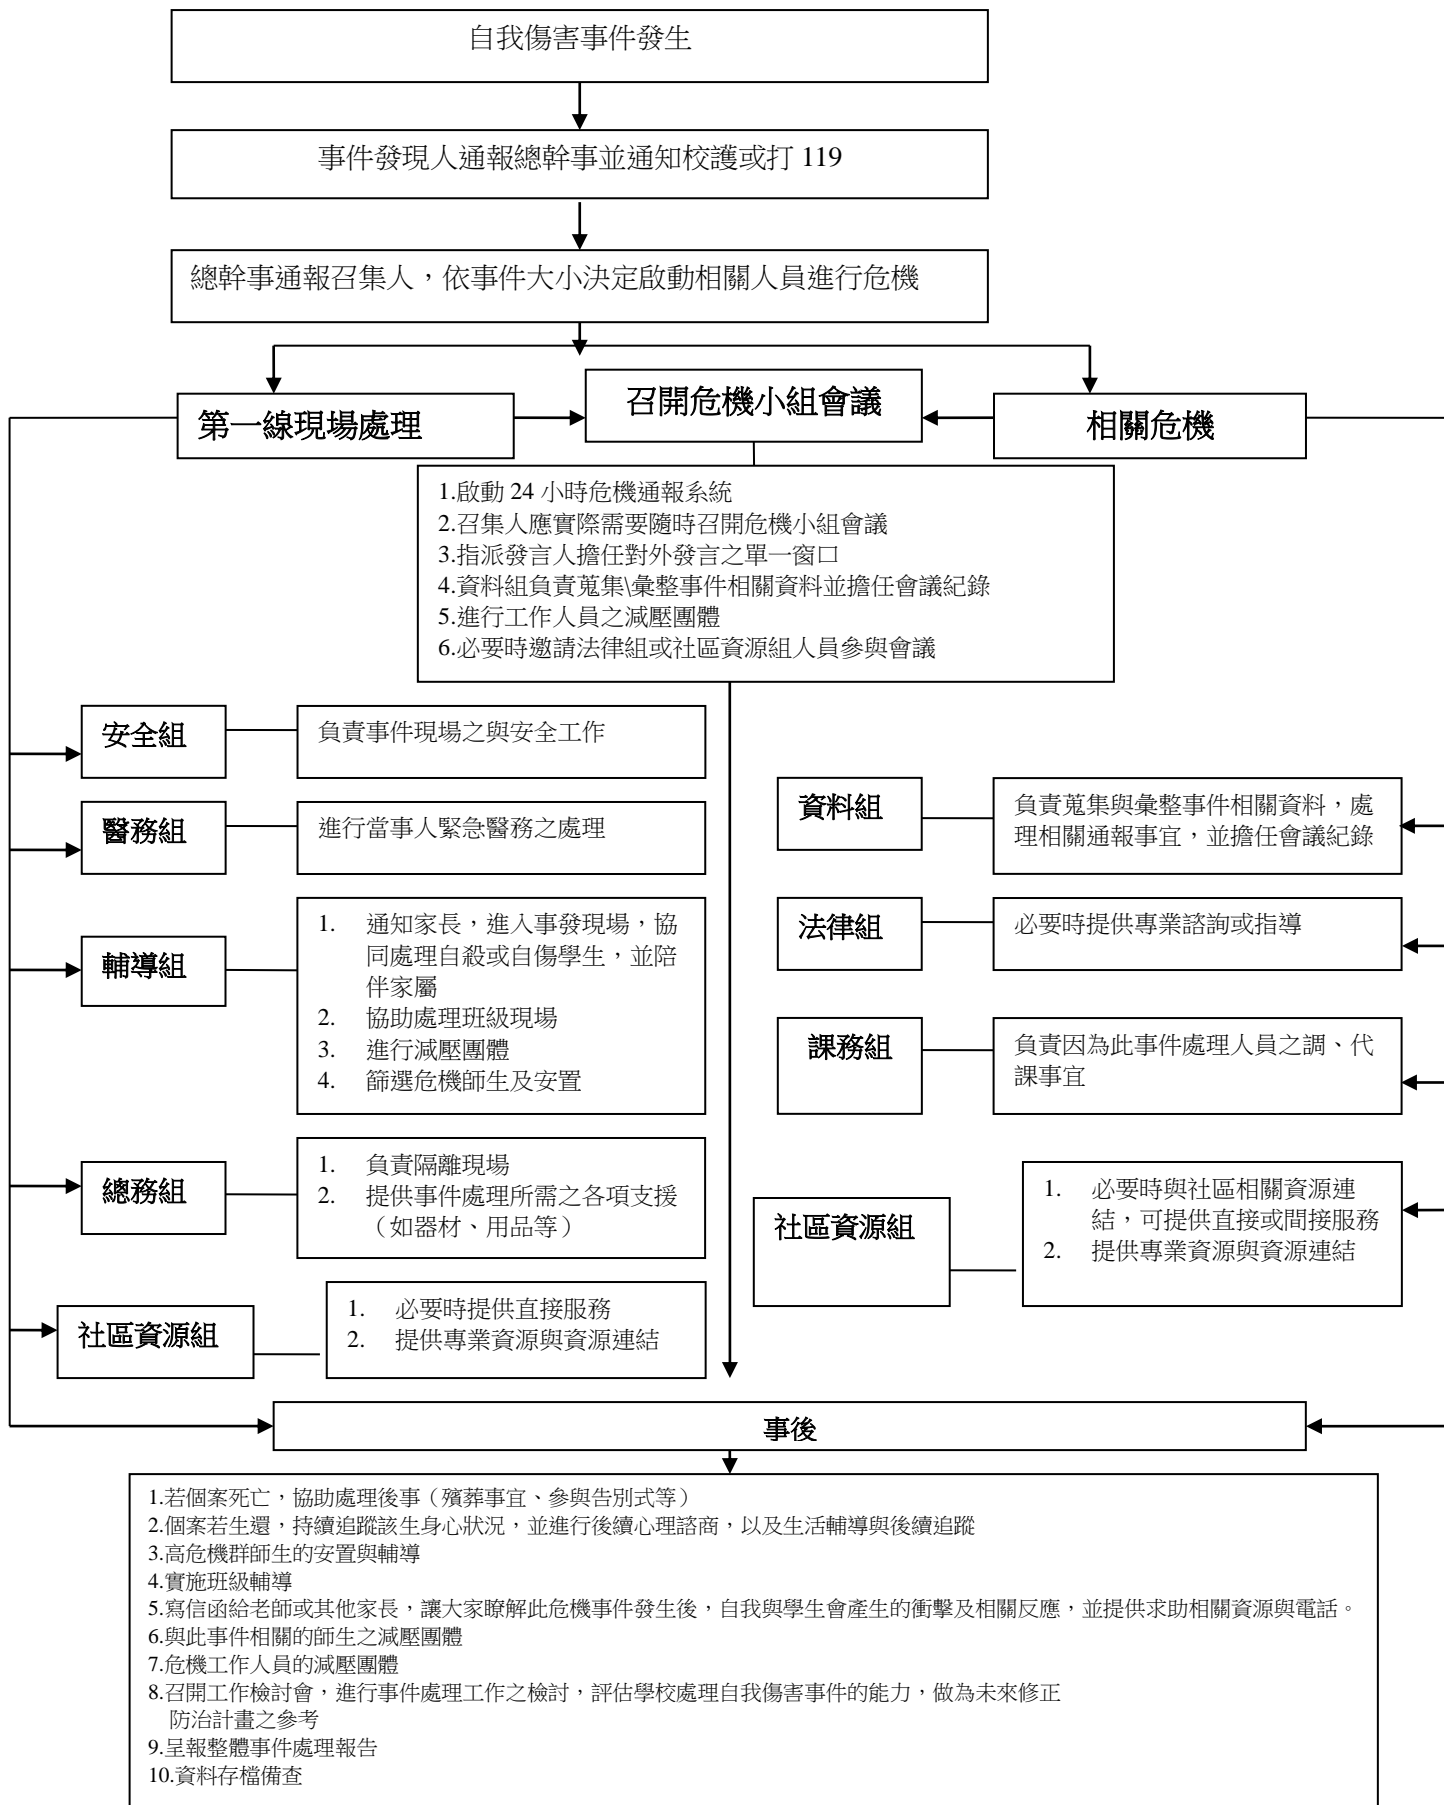 自我傷害事件發生
事件發現人通報總幹事並通知校護或打 119
總幹事通報召集人，依事件大小決定啟動相關人員進行危機
第一線現場處理
召開危機小組會議
相關危機
1.啟動 24 小時危機通報系統
2.召集人應實際需要隨時召開危機小組會議
3.指派發言人擔任對外發言之單一窗口
4.資料組負責蒐集\彙整事件相關資料並擔任會議紀錄
5.進行工作人員之減壓團體
6.必要時邀請法律組或社區資源組人員參與會議
安全組
負責事件現場之與安全工作
醫務組
進行當事人緊急醫務之處理
輔導組
1. 通知家長，進入事發現場，協
同處理自殺或自傷學生，並陪
伴家屬
2. 協助處理班級現場
3. 進行減壓團體
4. 篩選危機師生及安置
總務組
1. 負責隔離現場
2. 提供事件處理所需之各項支援
（如器材、用品等）
社區資源組
1. 必要時提供直接服務
2. 提供專業資源與資源連結
資料組
負責蒐集與彙整事件相關資料，處
理相關通報事宜，並擔任會議紀錄
法律組
必要時提供專業諮詢或指導
課務組
負責因為此事件處理人員之調、代
課事宜
社區資源組
1. 必要時與社區相關資源連
結，可提供直接或間接服務
2. 提供專業資源與資源連結
事後
1.若個案死亡，協助處理後事（殯葬事宜、參與告別式等）
2.個案若生還，持續追蹤該生身心狀況，並進行後續心理諮商，以及生活輔導與後續追蹤
3.高危機群師生的安置與輔導
4.實施班級輔導
5.寫信函給老師或其他家長，讓大家瞭解此危機事件發生後，自我與學生會產生的衝擊及相關反應，並提供求助相關資源與電話。
6.與此事件相關的師生之減壓團體
7.危機工作人員的減壓團體
8.召開工作檢討會，進行事件處理工作之檢討，評估學校處理自我傷害事件的能力，做為未來修正
防治計畫之參考
9.呈報整體事件處理報告
10.資料存檔備查